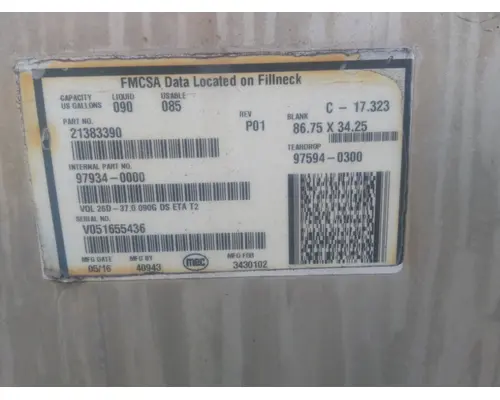 FMCSA Data Located on Fillneck
CAPACITY LIQUID USABLE
US GALLONS 090 085
C - 17.323
PART NO. REV BLANK
21383390 P01 86.75 X 34.25
TEARDROP
INTERNAL PART NO. 97594-0300
97934-0000
VOL 26D-37.0 090G DS ETA T2
SERIAL NO.
V051655436
MFG DATE MFG BY mec MFG FOR
05/16 40943 3430102